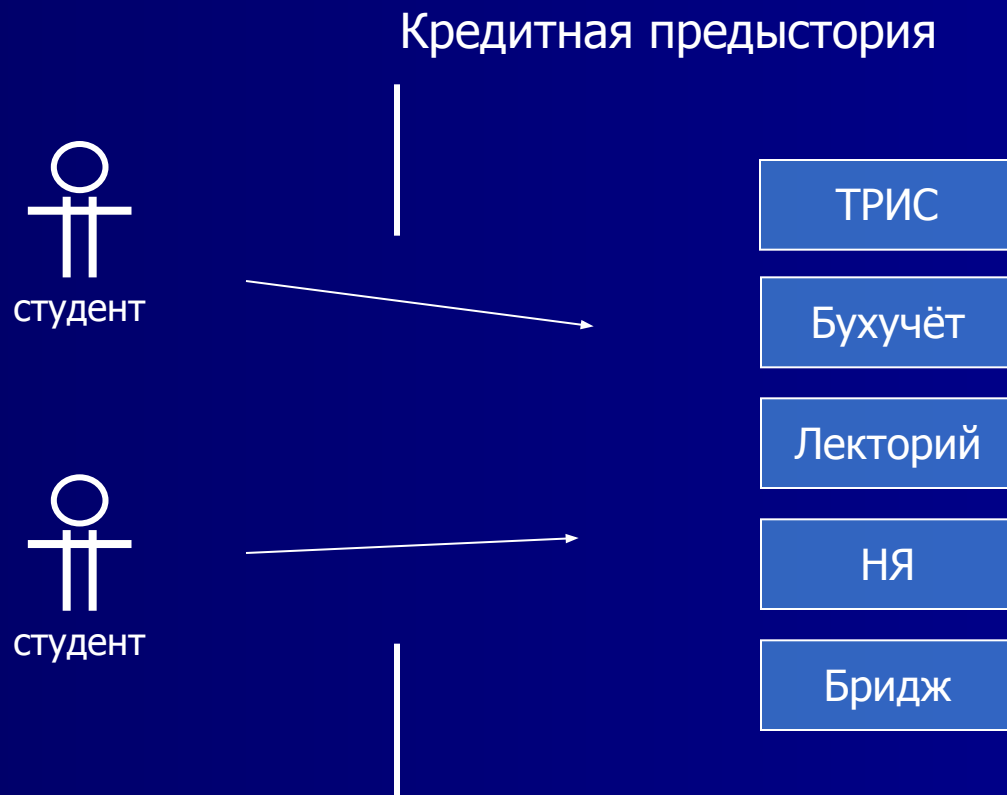 Кредитная предыстория
студент
студент
ТРИС
Бухучёт
Лекторий
НЯ
Бридж